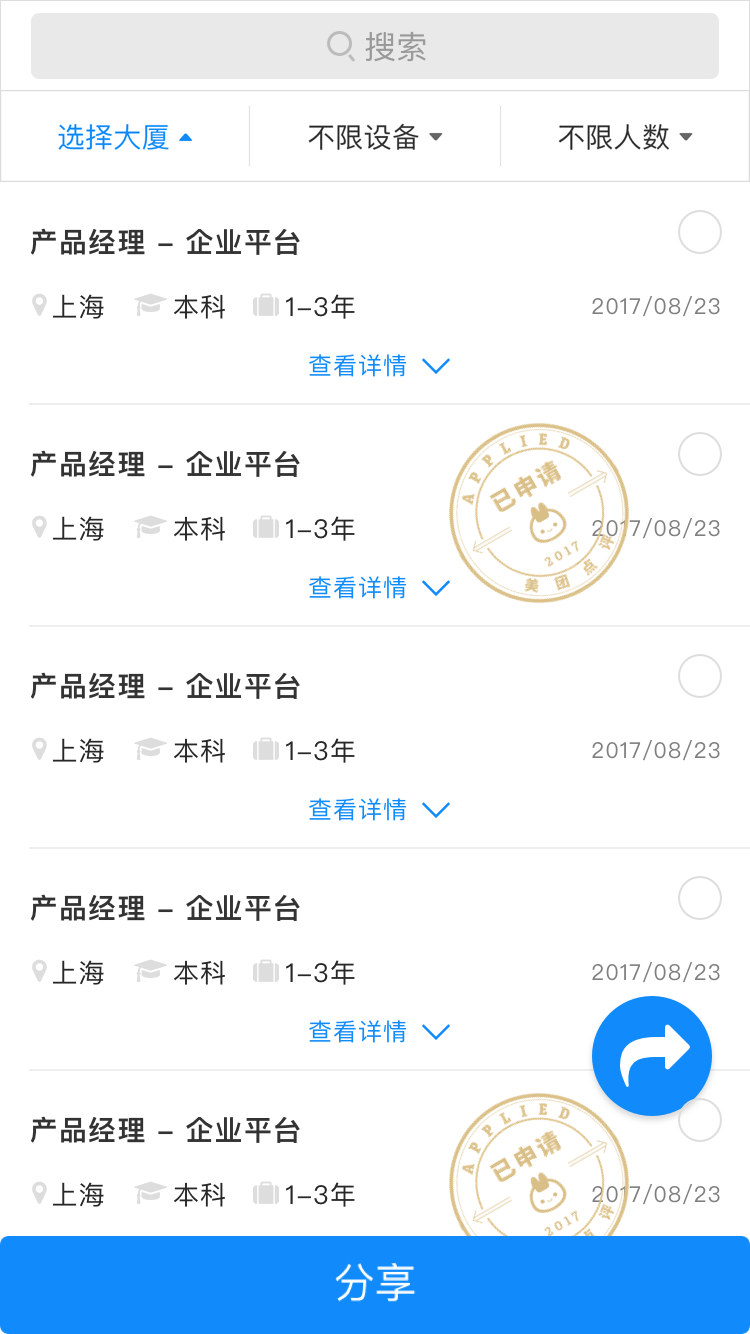 搜索
选择大厦 不限设备 不限人数
产品经理 – 企业平台
上海 本科 1–3年 2017/08/23
查看详情
产品经理 – 企业平台
APPLIED
已申请
2017
美团点评
上海 本科 1–3年 2017/08/23
查看详情
产品经理 – 企业平台
上海 本科 1–3年 2017/08/23
查看详情
产品经理 – 企业平台
上海 本科 1–3年 2017/08/23
查看详情
产品经理 – 企业平台
APPLIED
已申请
2017
点评
上海 本科 1–3年 2017/08/23
分享